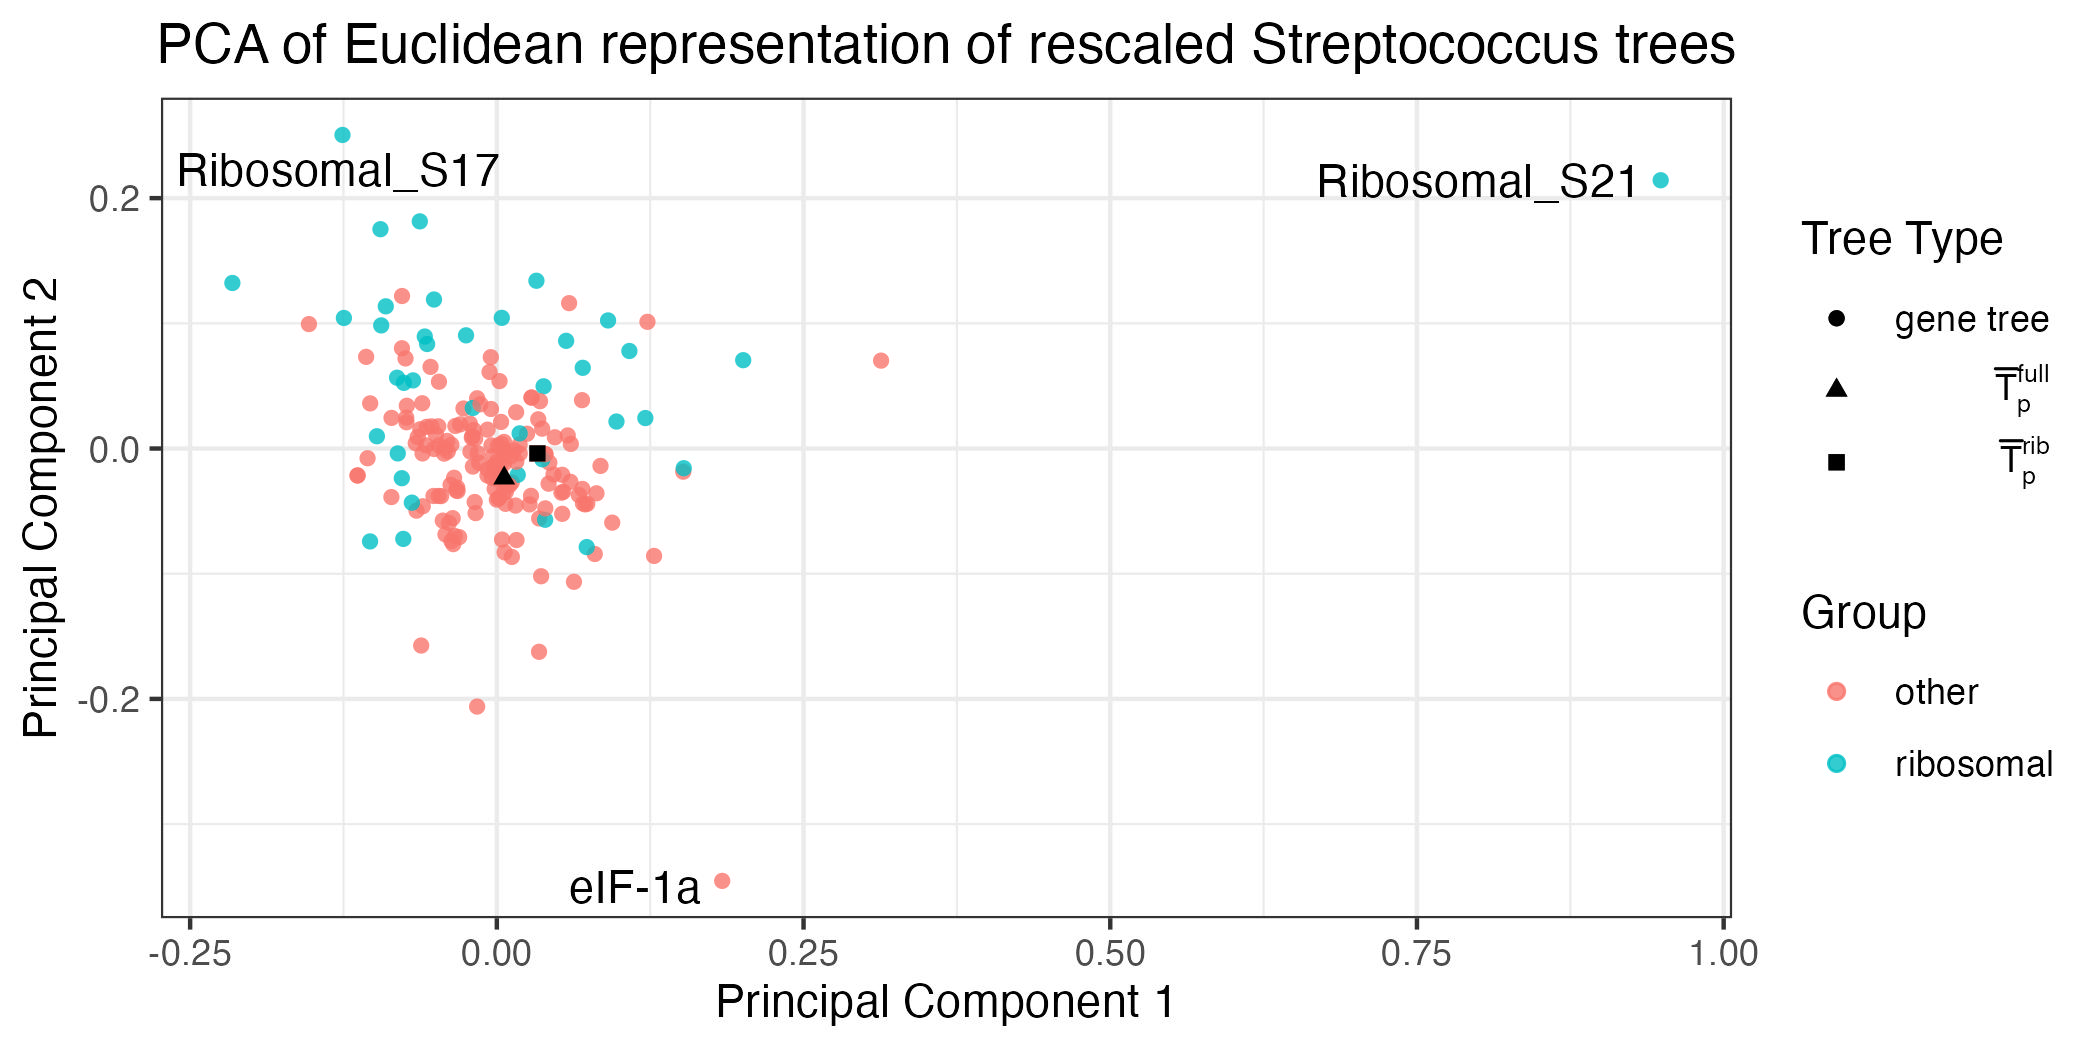 PCA of Euclidean representation of rescaled Streptococcus trees
Principal Component 2
0.2
0.0
-0.2
Ribosomal_S17
Ribosomal_S21
eIF-1a
-0.25
0.00
0.25
0.50
0.75
1.00
Principal Component 1
Tree Type
gene tree
T̅ₚ^full
T̅ₚ^rib
Group
other
ribosomal